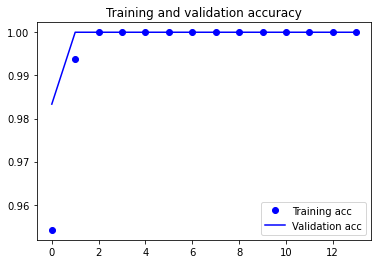 Training and validation accuracy
1.00
0.99
0.98
0.97
0.96
0 2 4 6 8 10 12
Training acc
Validation acc